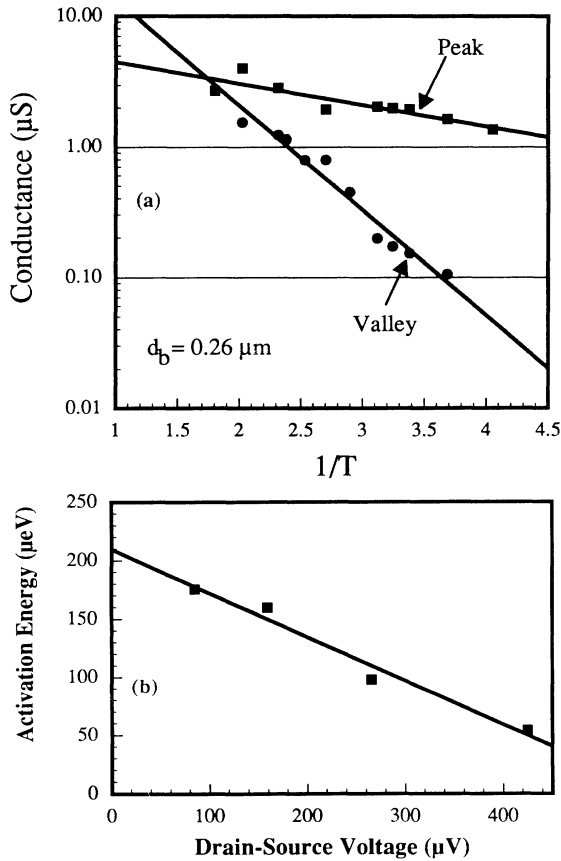 10.00
1.00
0.10
0.01
Conductance (µS)
Peak
(a)
Valley
d_b = 0.26 µm
1 1.5 2 2.5 3 3.5 4 4.5
1/T
250
200
150
100
50
0
Activation Energy (µeV)
(b)
0 100 200 300 400
Drain-Source Voltage (µV)